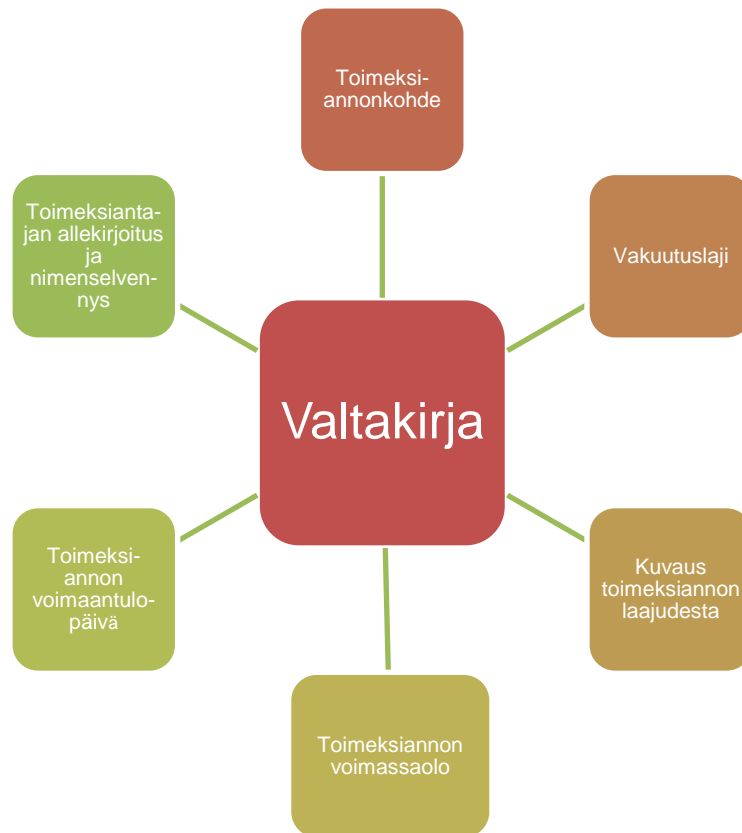 Toimeksi-
annonkohde
Toimeksianta-
jan allekirjoitus
ja
nimenselven-
nys
Vakuutuslaji
Valtakirja
Toimeksi-
annon
voimaantulo-
päivä
Kuvaus
toimeksiannon
laajudesta
Toimeksiannon
voimassaolo